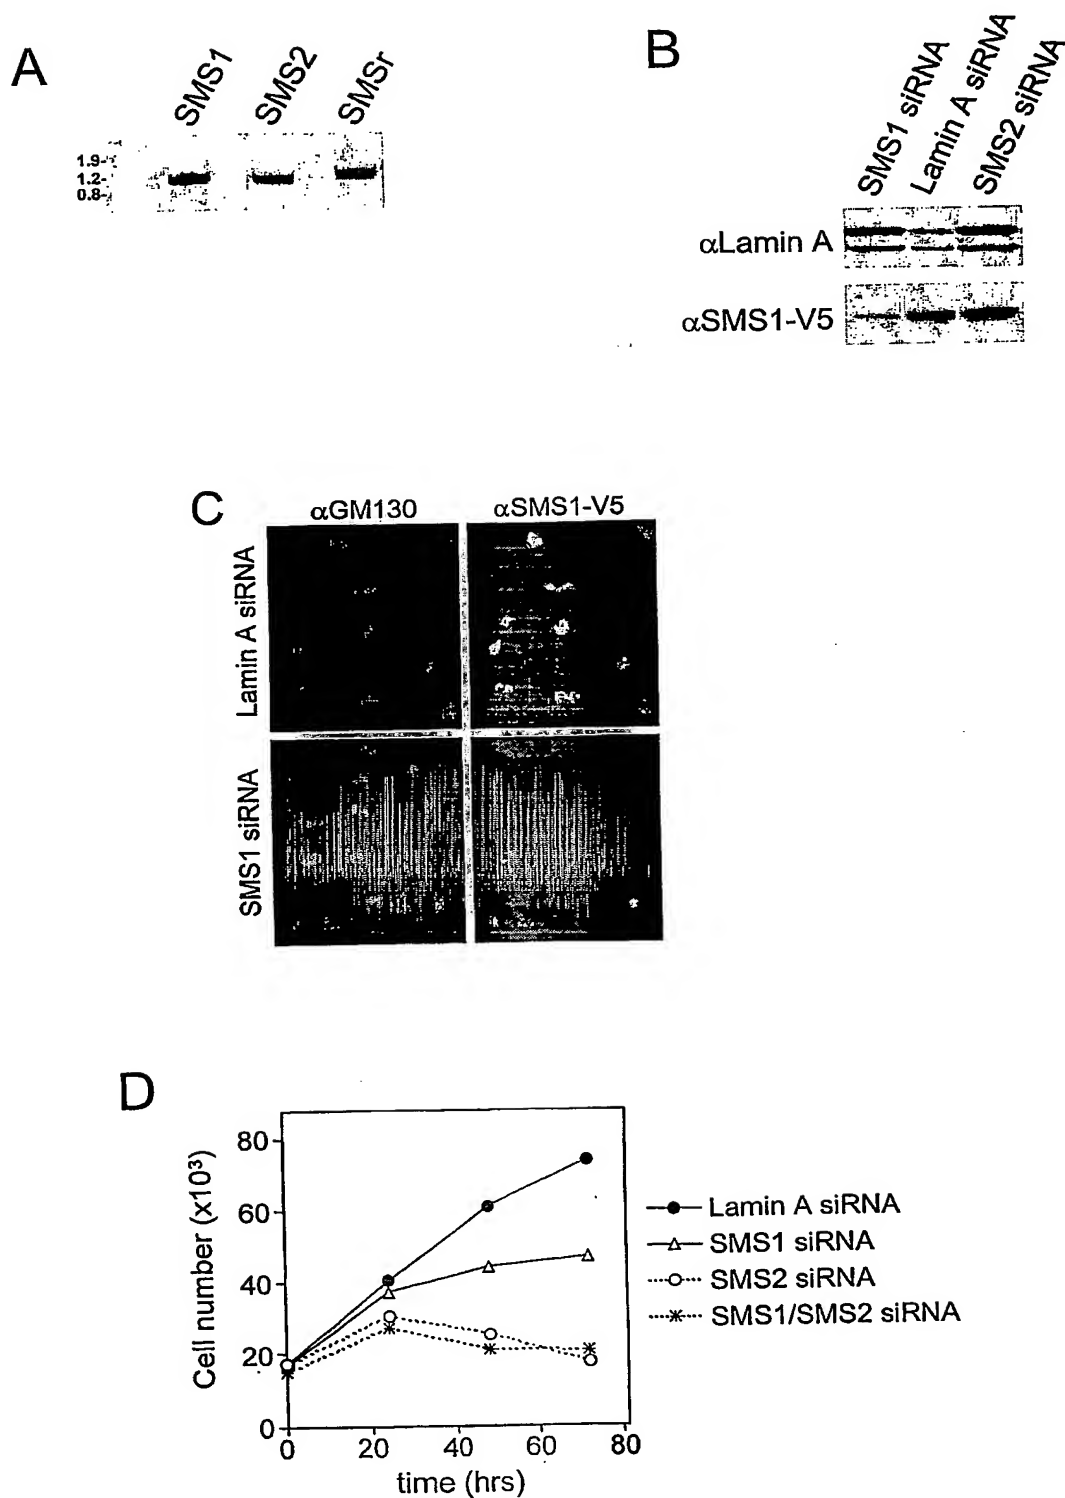 A
SMS1
SMS2
SMSr
1.9-
1.2-
0.8-
B
SMS1 siRNA
Lamin A siRNA
SMS2 siRNA
αLamin A
αSMS1-V5
C
αGM130
αSMS1-V5
Lamin A siRNA
SMS1 siRNA
D
Cell number (x10³)
80
60
40
20
0
0
20
40
60
80
time (hrs)
Lamin A siRNA
SMS1 siRNA
SMS2 siRNA
SMS1/SMS2 siRNA